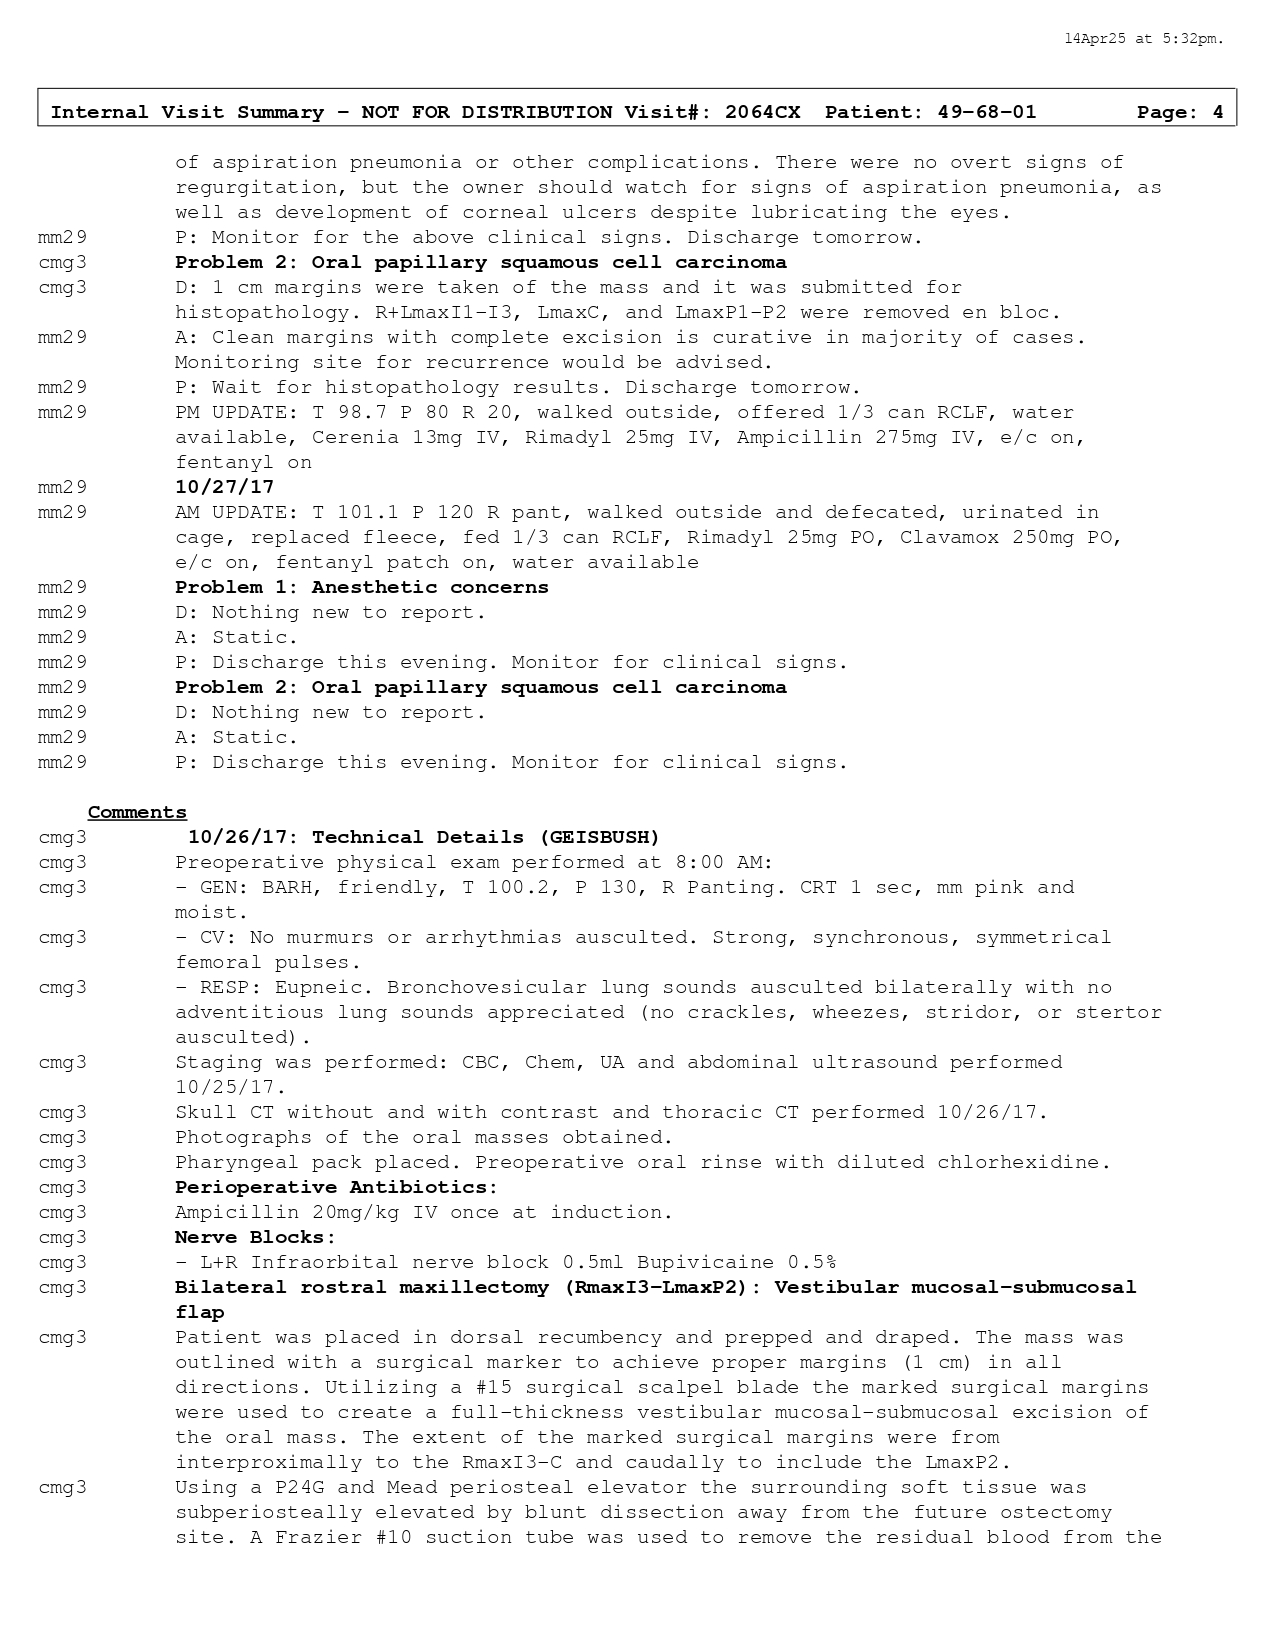 14Apr25 at 5:32pm.
Internal Visit Summary - NOT FOR DISTRIBUTION Visit#: 2064CX Patient: 49-68-01 Page: 4
of aspiration pneumonia or other complications. There were no overt signs of
regurgitation, but the owner should watch for signs of aspiration pneumonia, as
well as development of corneal ulcers despite lubricating the eyes.
mm29 P: Monitor for the above clinical signs. Discharge tomorrow.
cmg3 Problem 2: Oral papillary squamous cell carcinoma
cmg3 D: 1 cm margins were taken of the mass and it was submitted for
histopathology. R+LmaxI1-I3, LmaxC, and LmaxP1-P2 were removed en bloc.
mm29 A: Clean margins with complete excision is curative in majority of cases.
Monitoring site for recurrence would be advised.
mm29 P: Wait for histopathology results. Discharge tomorrow.
mm29 PM UPDATE: T 98.7 P 80 R 20, walked outside, offered 1/3 can RCLF, water
available, Cerenia 13mg IV, Rimadyl 25mg IV, Ampicillin 275mg IV, e/c on,
fentanyl on
mm29 10/27/17
mm29 AM UPDATE: T 101.1 P 120 R pant, walked outside and defecated, urinated in
cage, replaced fleece, fed 1/3 can RCLF, Rimadyl 25mg PO, Clavamox 250mg PO,
e/c on, fentanyl patch on, water available
mm29 Problem 1: Anesthetic concerns
mm29 D: Nothing new to report.
mm29 A: Static.
mm29 P: Discharge this evening. Monitor for clinical signs.
mm29 Problem 2: Oral papillary squamous cell carcinoma
mm29 D: Nothing new to report.
mm29 A: Static.
mm29 P: Discharge this evening. Monitor for clinical signs.
Comments
cmg3 10/26/17: Technical Details (GEISBUSH)
cmg3 Preoperative physical exam performed at 8:00 AM:
cmg3 - GEN: BARH, friendly, T 100.2, P 130, R Panting. CRT 1 sec, mm pink and
moist.
cmg3 - CV: No murmurs or arrhythmias ausculted. Strong, synchronous, symmetrical
femoral pulses.
cmg3 - RESP: Eupneic. Bronchovesicular lung sounds ausculted bilaterally with no
adventitious lung sounds appreciated (no crackles, wheezes, stridor, or stertor
ausculted).
cmg3 Staging was performed: CBC, Chem, UA and abdominal ultrasound performed
10/25/17.
cmg3 Skull CT without and with contrast and thoracic CT performed 10/26/17.
cmg3 Photographs of the oral masses obtained.
cmg3 Pharyngeal pack placed. Preoperative oral rinse with diluted chlorhexidine.
cmg3 Perioperative Antibiotics:
cmg3 Ampicillin 20mg/kg IV once at induction.
cmg3 Nerve Blocks:
cmg3 - L+R Infraorbital nerve block 0.5ml Bupivicaine 0.5%
cmg3 Bilateral rostral maxillectomy (RmaxI3-LmaxP2): Vestibular mucosal-submucosal
flap
cmg3 Patient was placed in dorsal recumbency and prepped and draped. The mass was
outlined with a surgical marker to achieve proper margins (1 cm) in all
directions. Utilizing a #15 surgical scalpel blade the marked surgical margins
were used to create a full-thickness vestibular mucosal-submucosal excision of
the oral mass. The extent of the marked surgical margins were from
interproximally to the RmaxI3-C and caudally to include the LmaxP2.
cmg3 Using a P24G and Mead periosteal elevator the surrounding soft tissue was
subperiosteally elevated by blunt dissection away from the future ostectomy
site. A Frazier #10 suction tube was used to remove the residual blood from the